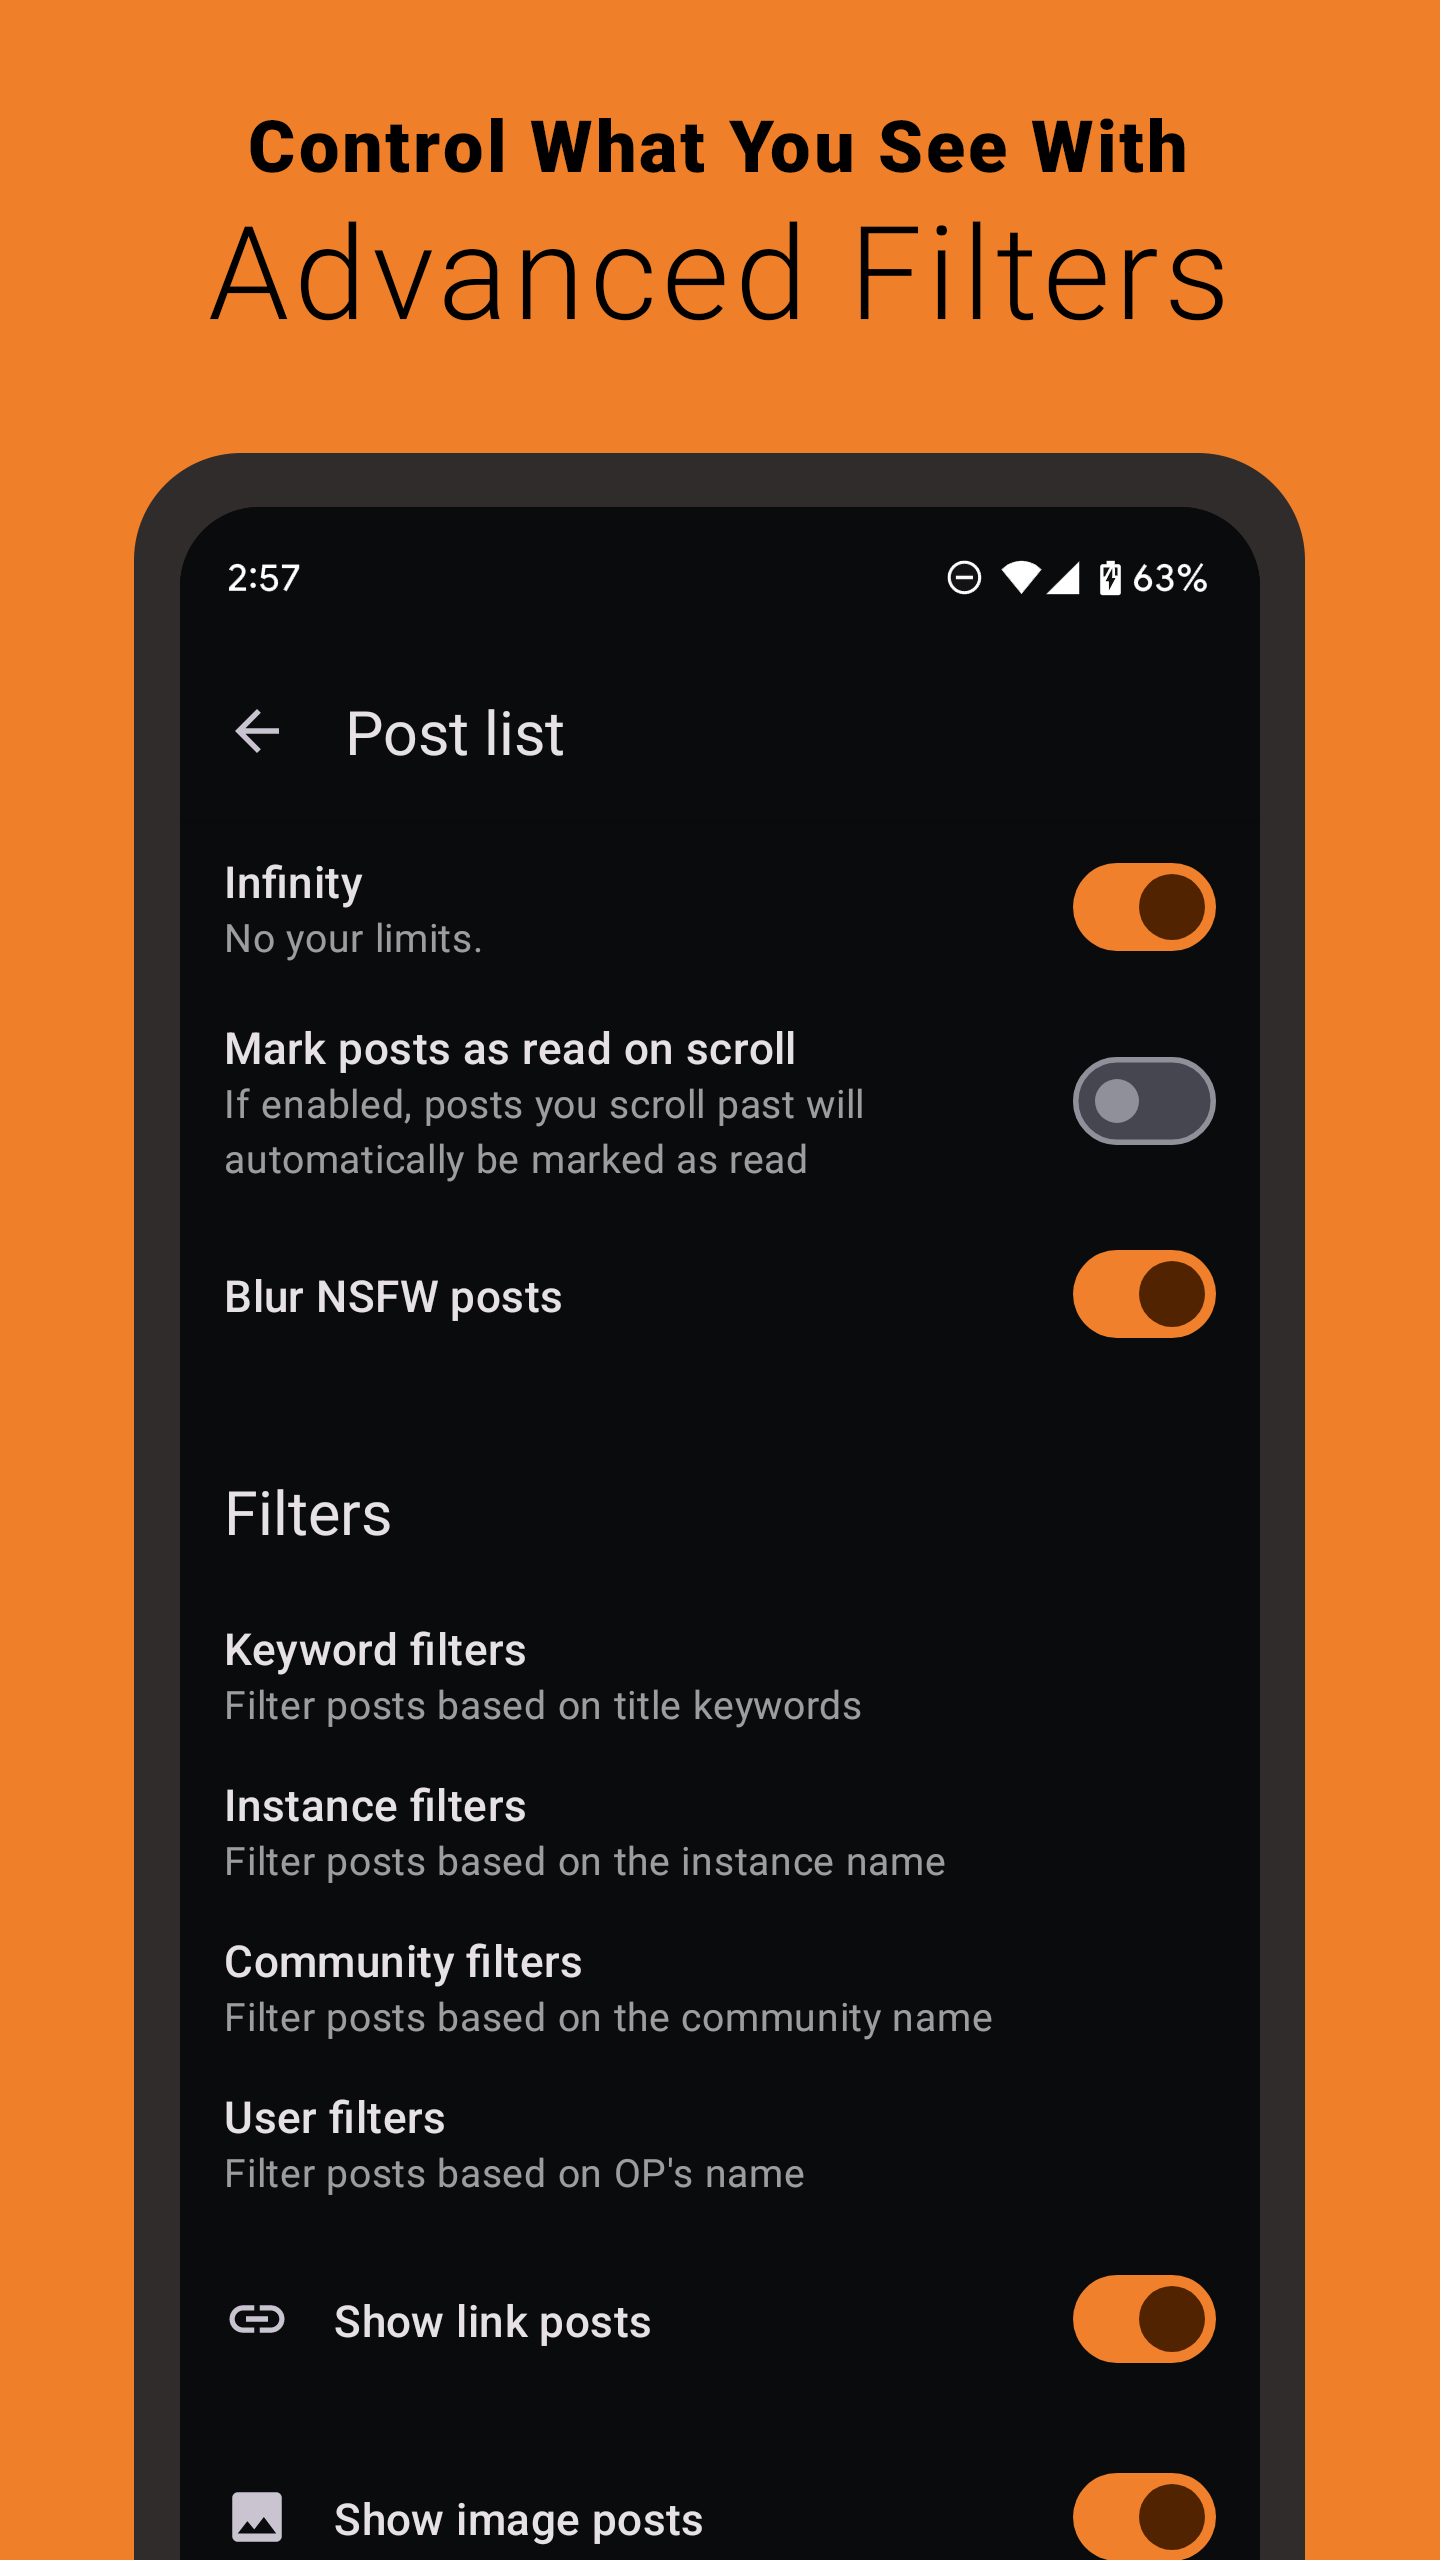 Control What You See With
Advanced Filters
2:57
63%
Post list
Infinity
No your limits.
Mark posts as read on scroll
If enabled, posts you scroll past will
automatically be marked as read
Blur NSFW posts
Filters
Keyword filters
Filter posts based on title keywords
Instance filters
Filter posts based on the instance name
Community filters
Filter posts based on the community name
User filters
Filter posts based on OP's name
Show link posts
Show image posts